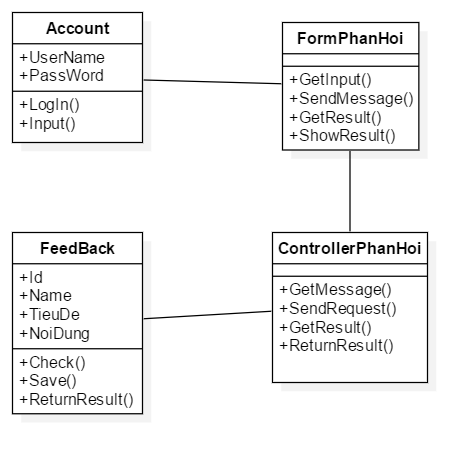 Account
+UserName
+PassWord
+LogIn()
+Input()
FormPhanHoi
+GetInput()
+SendMessage()
+GetResult()
+ShowResult()
FeedBack
+Id
+Name
+TieuDe
+NoiDung
+Check()
+Save()
+ReturnResult()
ControllerPhanHoi
+GetMessage()
+SendRequest()
+GetResult()
+ReturnResult()